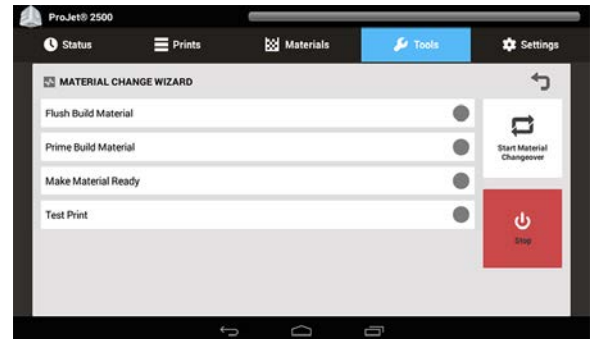 ProJet® 2500
Status
Prints
Materials
Tools
Settings
MATERIAL CHANGE WIZARD
Flush Build Material
Prime Build Material
Make Material Ready
Test Print
Start Material
Changeover
Stop